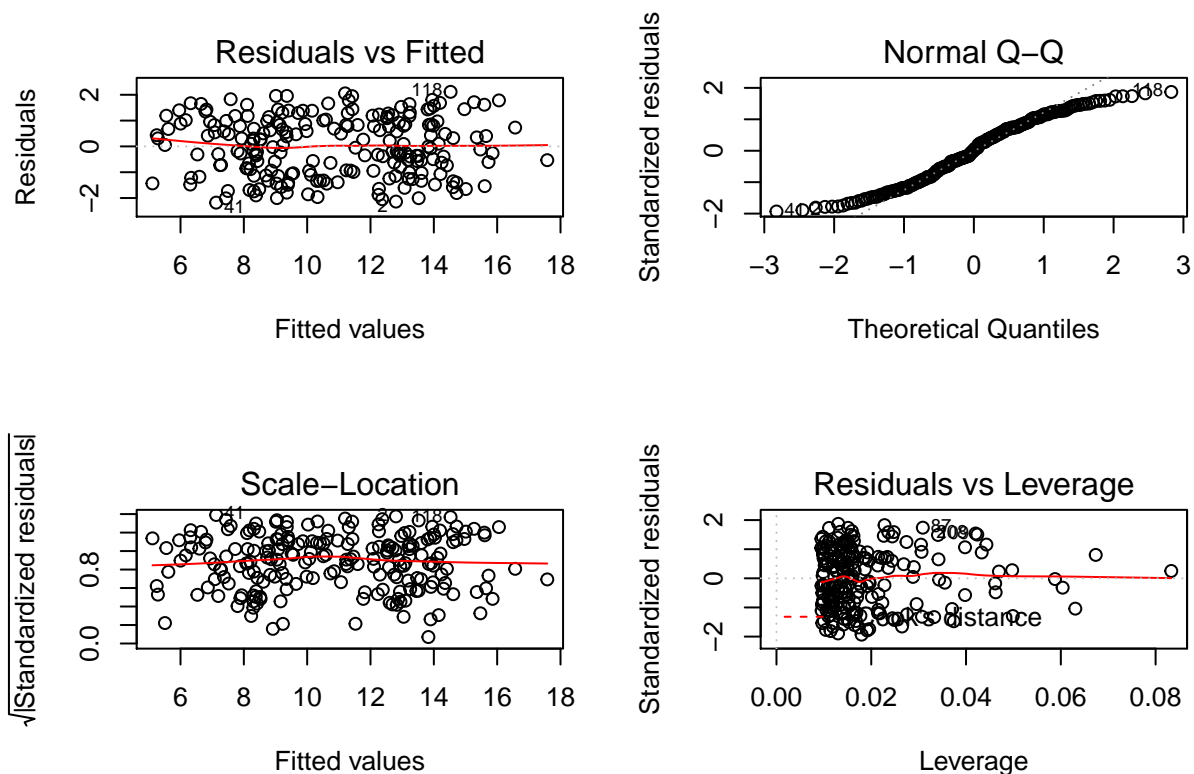 Residuals vs Fitted
Residuals
2
0
−2
118
41
2
6 8 10 12 14 16 18
Fitted values
Normal Q−Q
Standardized residuals
2
0
−2
118
41
2
−3 −2 −1 0 1 2 3
Theoretical Quantiles
Scale−Location
√|Standardized residuals|
0.8
0.0
41
2
118
6 8 10 12 14 16 18
Fitted values
Residuals vs Leverage
Standardized residuals
2
0
−2
87
distance
0.00 0.02 0.04 0.06 0.08
Leverage